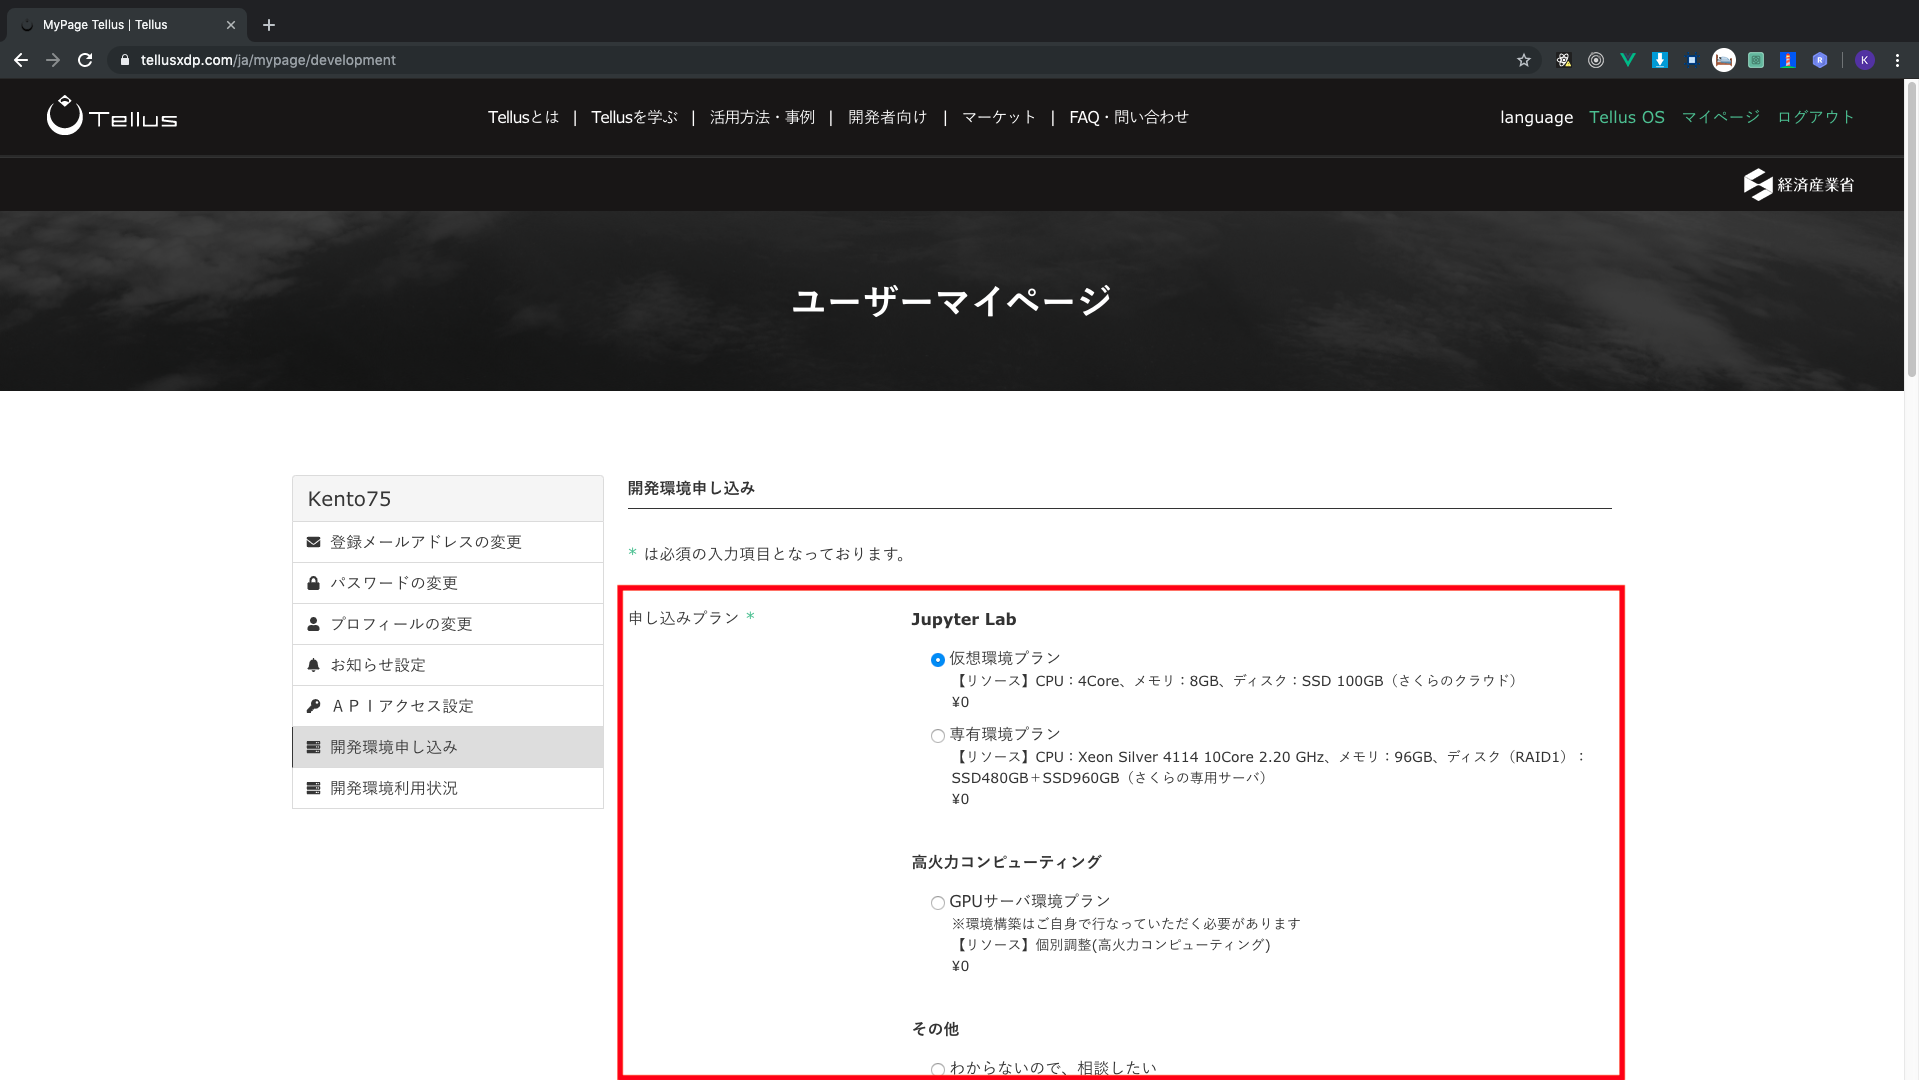 MyPage Tellus | Tellus
tellusxdp.com/ja/mypage/development
K
R
Tellus
Tellusとは | Tellusを学ぶ | 活用方法・事例 | 開発者向け | マーケット | FAQ・問い合わせ
language Tellus OS マイページ ログアウト
経済産業省
ユーザーマイページ
Kento75
登録メールアドレスの変更
パスワードの変更
プロフィールの変更
お知らせ設定
ＡＰＩアクセス設定
開発環境申し込み
開発環境利用状況
開発環境申し込み
* は必須の入力項目となっております。
申し込みプラン *
Jupyter Lab
仮想環境プラン
【リソース】CPU：4Core、メモリ：8GB、ディスク：SSD 100GB（さくらのクラウド）
¥0
専有環境プラン
【リソース】CPU：Xeon Silver 4114 10Core 2.20 GHz、メモリ：96GB、ディスク（RAID1）：
SSD480GB＋SSD960GB（さくらの専用サーバ）
¥0
高火力コンピューティング
GPUサーバ環境プラン
※環境構築はご自身で行なっていただく必要があります
【リソース】個別調整(高火力コンピューティング)
¥0
その他
わからないので、相談したい